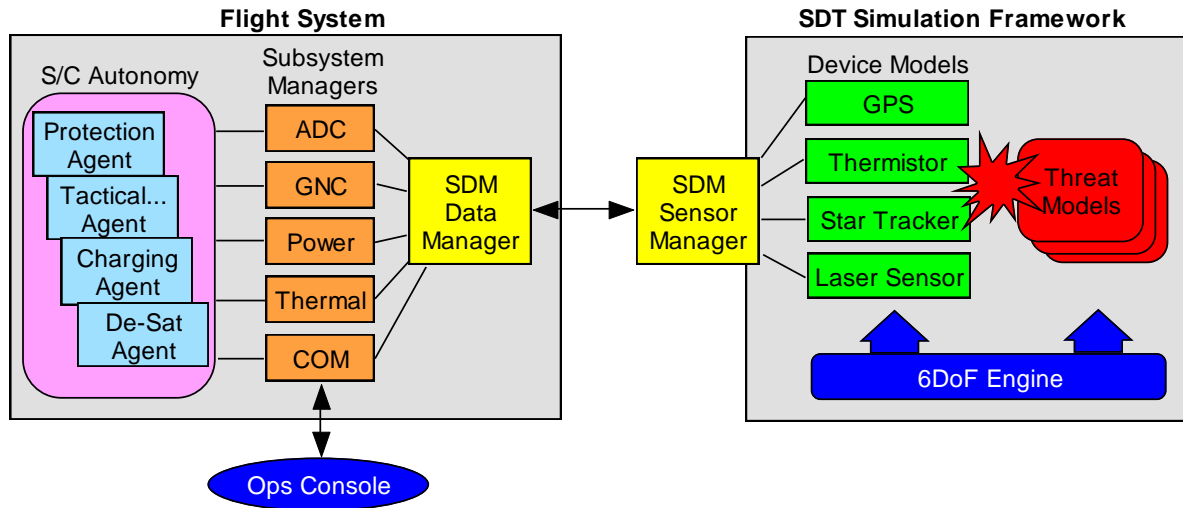 Flight System
S/C Autonomy
Protection
Agent
Tactical...
Agent
Charging
Agent
De-Sat
Agent
Subsystem
Managers
ADC
GNC
Power
Thermal
COM
SDM
Data
Manager
Ops Console
SDT Simulation Framework
SDM
Sensor
Manager
Device Models
GPS
Thermistor
Star Tracker
Laser Sensor
Threat
Models
6DoF Engine